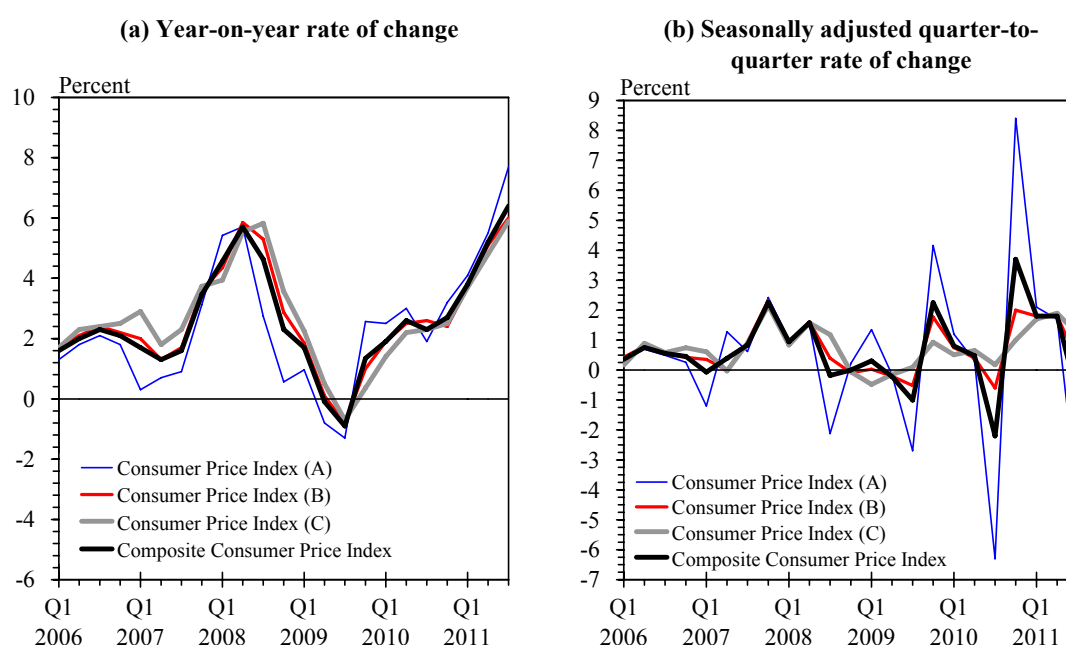 (a) Year-on-year rate of change
Percent
10
8
6
4
2
0
-2
-4
-6
Consumer Price Index (A)
Consumer Price Index (B)
Consumer Price Index (C)
Composite Consumer Price Index
Q1 Q1 Q1 Q1 Q1 Q1
2006 2007 2008 2009 2010 2011
(b) Seasonally adjusted quarter-to-
quarter rate of change
Percent
9
8
7
6
5
4
3
2
1
0
-1
-2
-3
-4
-5
-6
-7
Consumer Price Index (A)
Consumer Price Index (B)
Consumer Price Index (C)
Composite Consumer Price Index
Q1 Q1 Q1 Q1 Q1 Q1
2006 2007 2008 2009 2010 2011